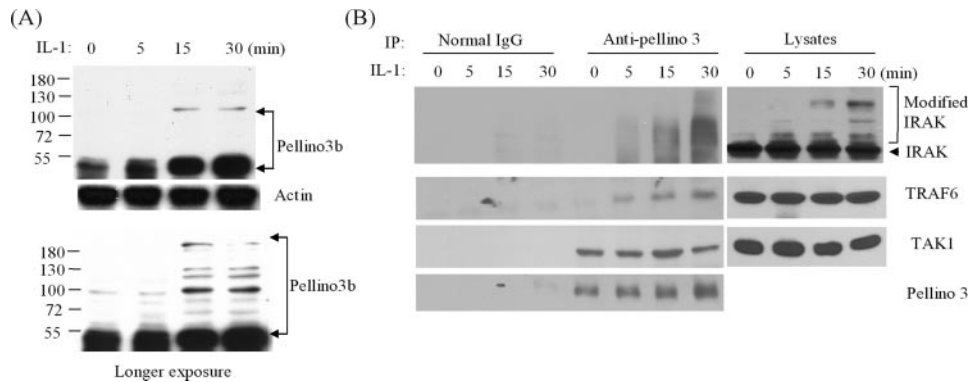 (A)
IL-1: 0 5 15 30 (min)
180
130
100
72
55
Pellino3b
Actin
180
130
100
72
55
Pellino3b
Longer exposure
(B)
IP: Normal IgG Anti-pellino 3 Lysates
IL-1: 0 5 15 30 0 5 15 30 0 5 15 30 (min)
Modified
IRAK
IRAK
TRAF6
TAK1
Pellino 3